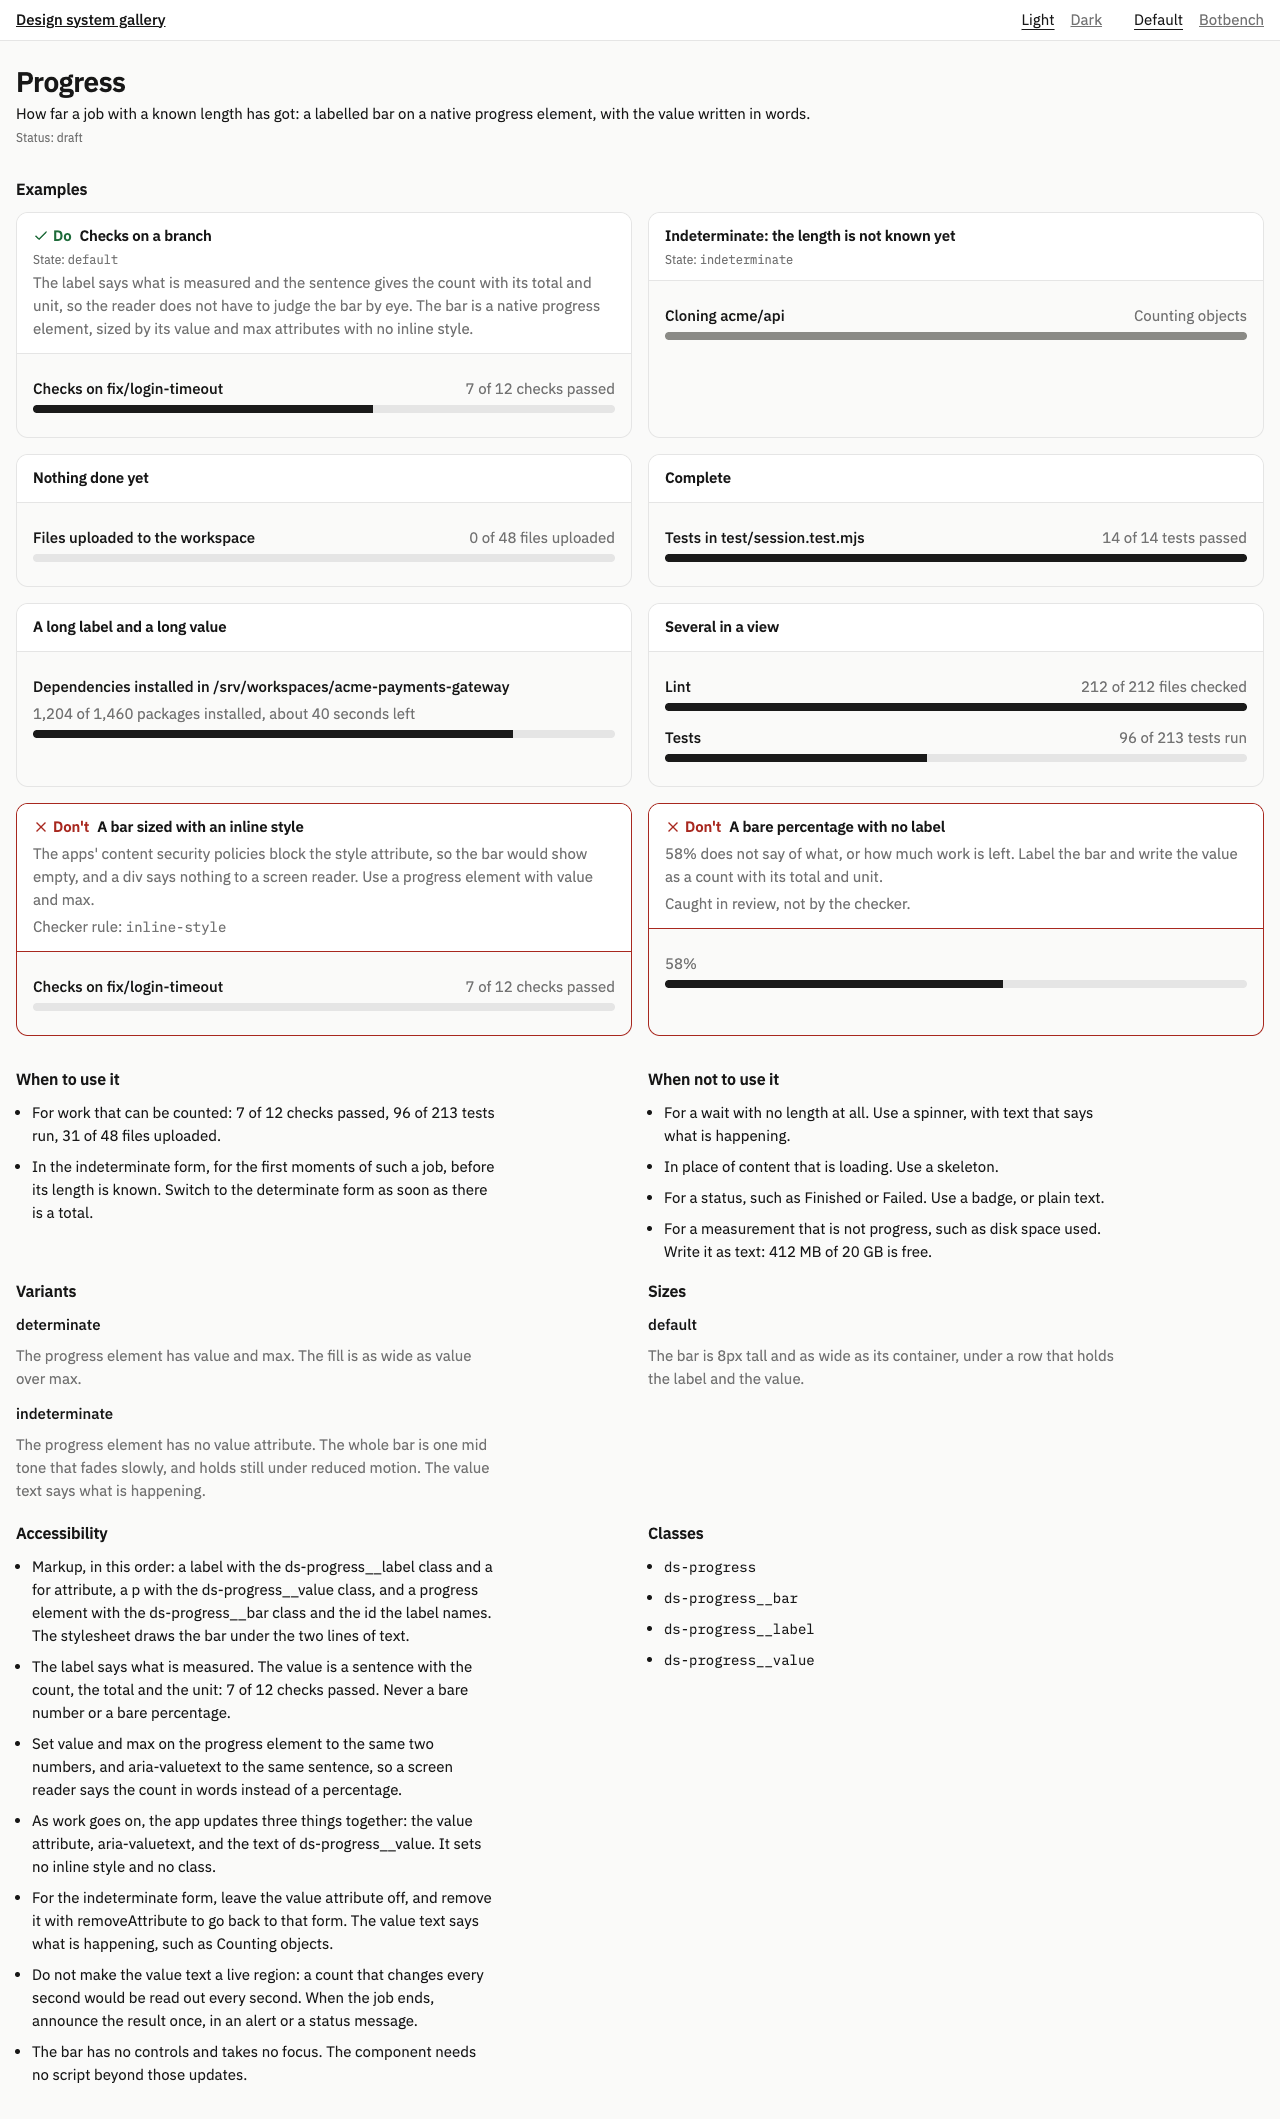 Design system gallery
Light Dark Default Botbench
Progress
How far a job with a known length has got: a labelled bar on a native progress element, with the value written in words.
Status: draft
Examples
Do Checks on a branch
State: default
The label says what is measured and the sentence gives the count with its total and
unit, so the reader does not have to judge the bar by eye. The bar is a native progress
element, sized by its value and max attributes with no inline style.
Checks on fix/login-timeout 7 of 12 checks passed
Indeterminate: the length is not known yet
State: indeterminate
Cloning acme/api Counting objects
Nothing done yet
Files uploaded to the workspace 0 of 48 files uploaded
Complete
Tests in test/session.test.mjs 14 of 14 tests passed
A long label and a long value
Dependencies installed in /srv/workspaces/acme-payments-gateway
1,204 of 1,460 packages installed, about 40 seconds left
Several in a view
Lint 212 of 212 files checked
Tests 96 of 213 tests run
Don't A bar sized with an inline style
The apps' content security policies block the style attribute, so the bar would show
empty, and a div says nothing to a screen reader. Use a progress element with value
and max.
Checker rule: inline-style
Checks on fix/login-timeout 7 of 12 checks passed
Don't A bare percentage with no label
58% does not say of what, or how much work is left. Label the bar and write the value
as a count with its total and unit.
Caught in review, not by the checker.
58%
When to use it
For work that can be counted: 7 of 12 checks passed, 96 of 213 tests
run, 31 of 48 files uploaded.
In the indeterminate form, for the first moments of such a job, before
its length is known. Switch to the determinate form as soon as there
is a total.
When not to use it
For a wait with no length at all. Use a spinner, with text that says
what is happening.
In place of content that is loading. Use a skeleton.
For a status, such as Finished or Failed. Use a badge, or plain text.
For a measurement that is not progress, such as disk space used.
Write it as text: 412 MB of 20 GB is free.
Variants
determinate
The progress element has value and max. The fill is as wide as value
over max.
indeterminate
The progress element has no value attribute. The whole bar is one mid
tone that fades slowly, and holds still under reduced motion. The value
text says what is happening.
Sizes
default
The bar is 8px tall and as wide as its container, under a row that holds
the label and the value.
Accessibility
Markup, in this order: a label with the ds-progress__label class and a
for attribute, a p with the ds-progress__value class, and a progress
element with the ds-progress__bar class and the id the label names.
The stylesheet draws the bar under the two lines of text.
The label says what is measured. The value is a sentence with the
count, the total and the unit: 7 of 12 checks passed. Never a bare
number or a bare percentage.
Set value and max on the progress element to the same two
numbers, and aria-valuetext to the same sentence, so a screen
reader says the count in words instead of a percentage.
As work goes on, the app updates three things together: the value
attribute, aria-valuetext, and the text of ds-progress__value. It sets
no inline style and no class.
For the indeterminate form, leave the value attribute off, and remove
it with removeAttribute to go back to that form. The value text says
what is happening, such as Counting objects.
Do not make the value text a live region: a count that changes every
second would be read out every second. When the job ends,
announce the result once, in an alert or a status message.
The bar has no controls and takes no focus. The component needs
no script beyond those updates.
Classes
ds-progress
ds-progress__bar
ds-progress__label
ds-progress__value